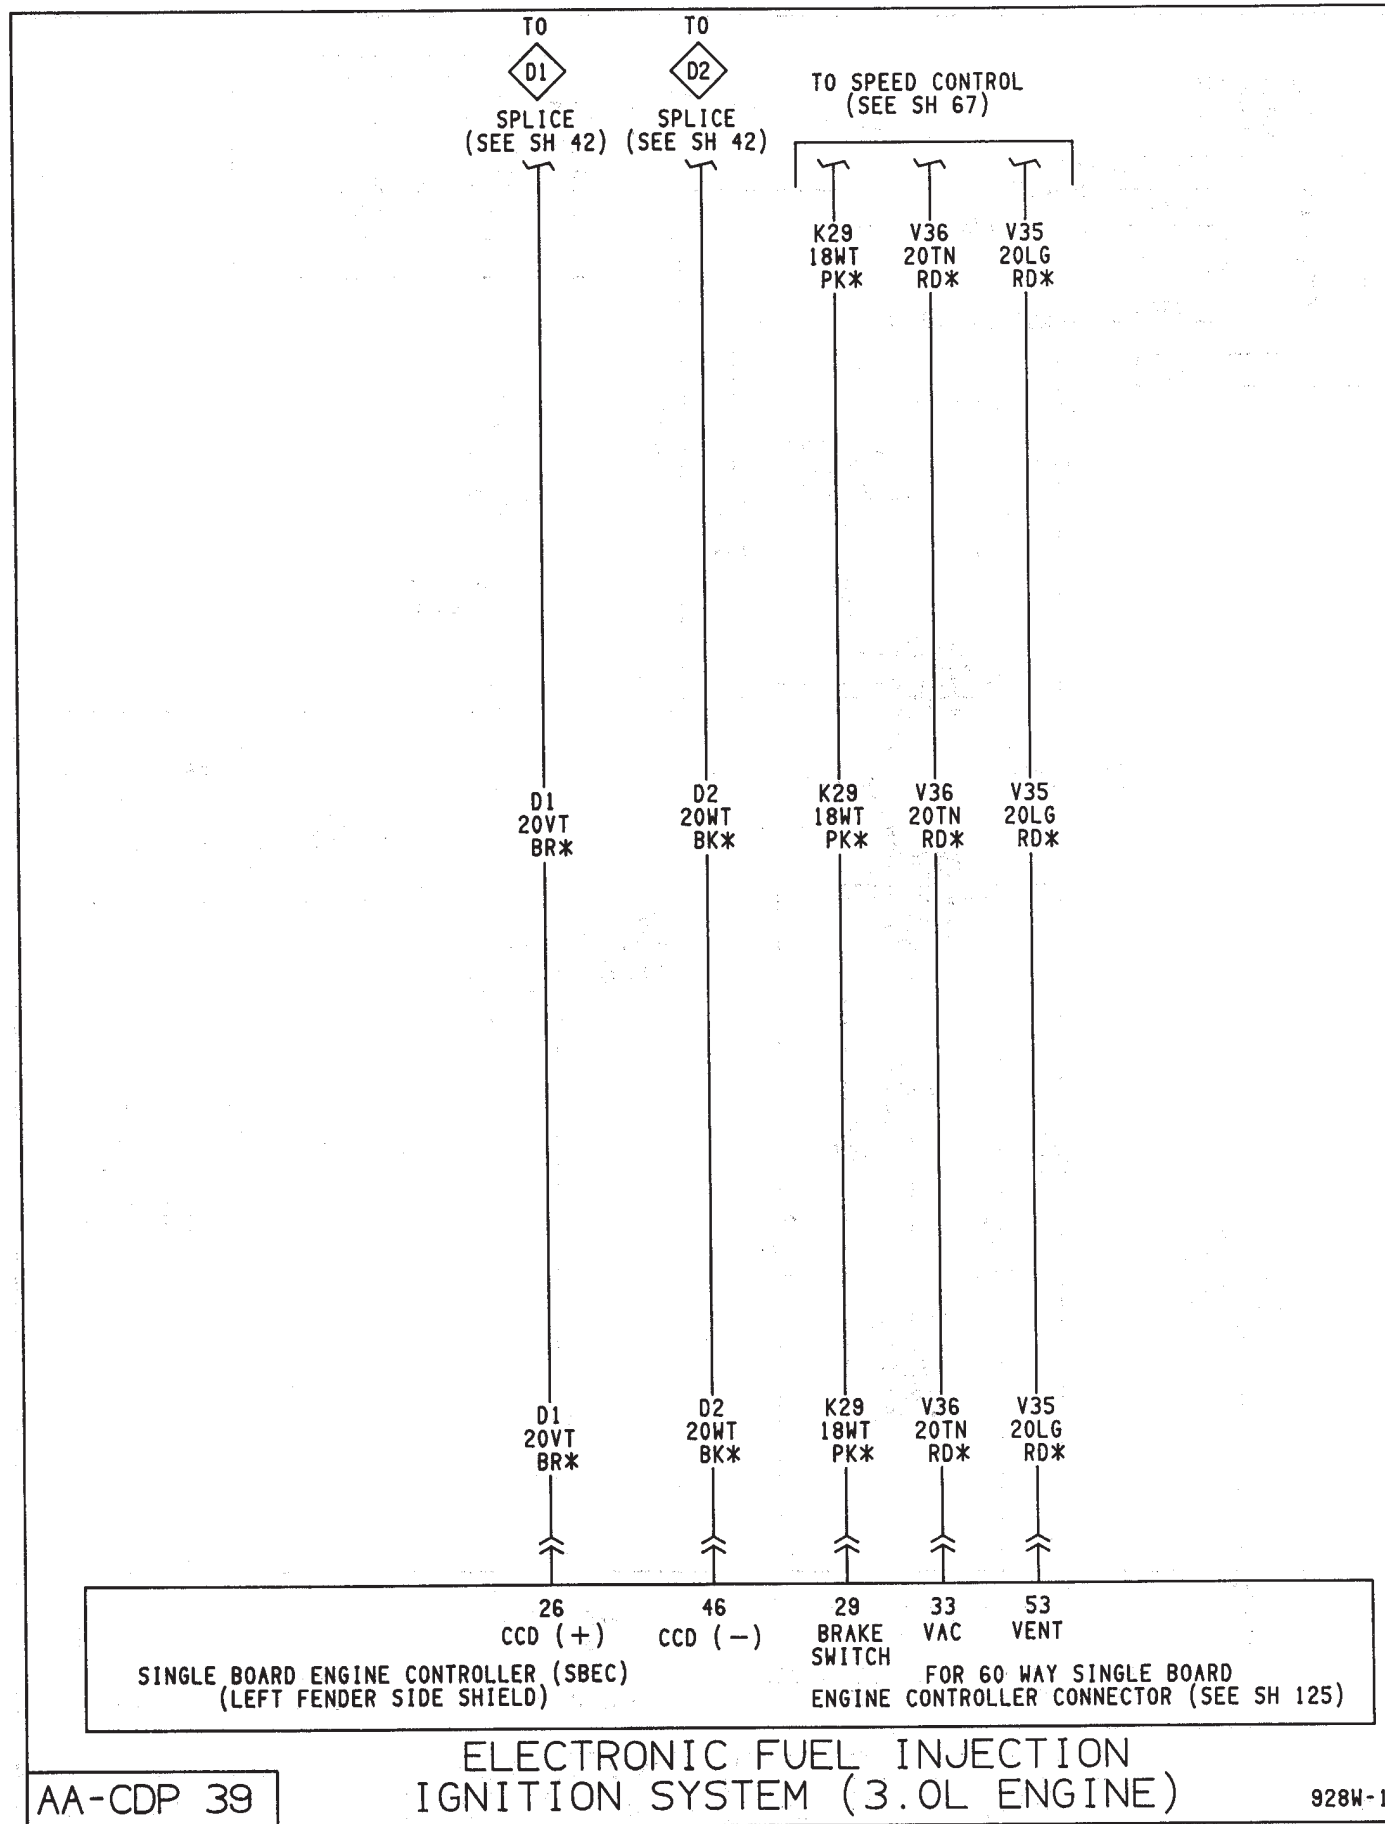 TO TO
D1 D2
TO SPEED CONTROL
(SEE SH 67)
SPLICE SPLICE
(SEE SH 42) (SEE SH 42)
K29 V36 V35
18WT 20TN 20LG
PK* RD* RD*
D1 D2 K29 V36 V35
20VT 20WT 18WT 20TN 20LG
BR* BK* PK* RD* RD*
D1 D2 K29 V36 V35
20VT 20WT 18WT 20TN 20LG
BR* BK* PK* RD* RD*
26 46 29 33 53
CCD (+) CCD (-) BRAKE VAC VENT
SWITCH
SINGLE BOARD ENGINE CONTROLLER (SBEC)
(LEFT FENDER SIDE SHIELD)
FOR 60 WAY SINGLE BOARD
ENGINE CONTROLLER CONNECTOR (SEE SH 125)
ELECTRONIC FUEL INJECTION
IGNITION SYSTEM (3.0L ENGINE)
AA-CDP 39
928W-1